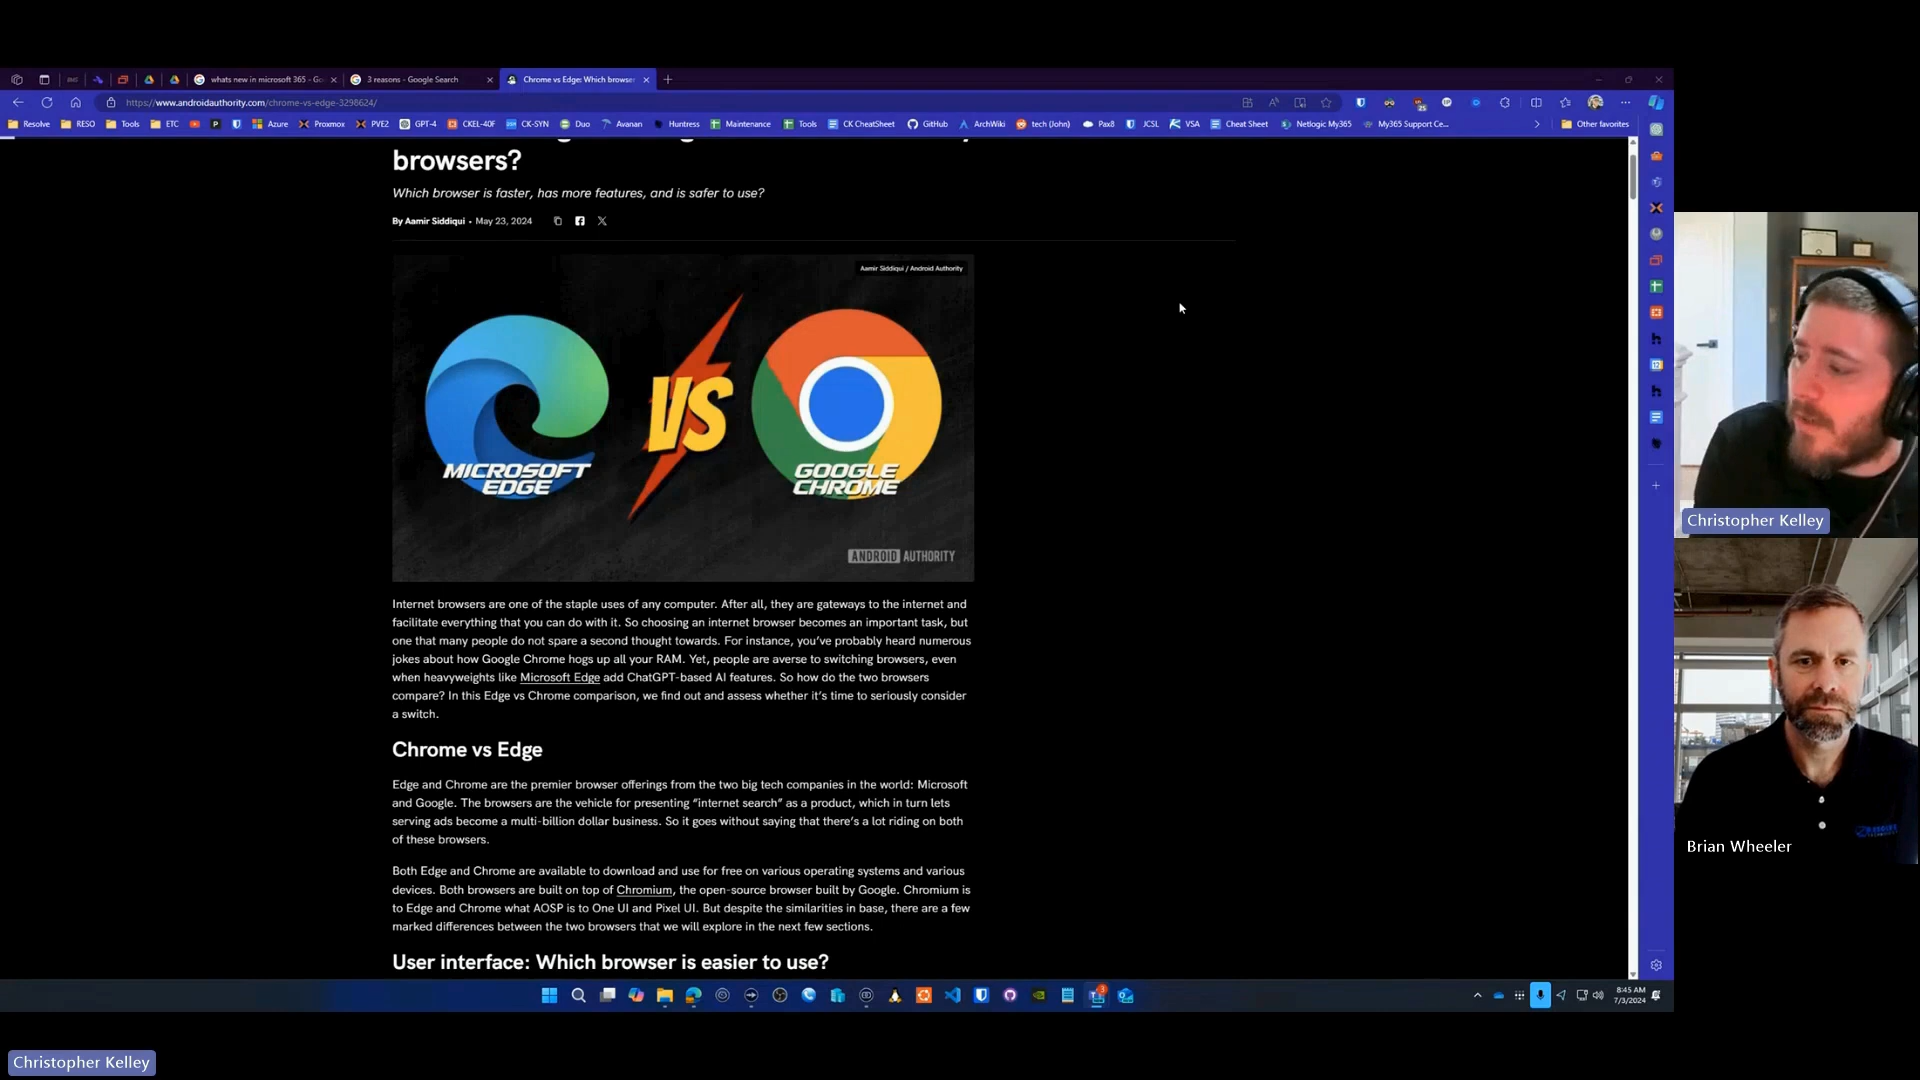 whats new in microsoft 365 - Go
3 reasons - Google Search
Chrome vs Edge: Which browser
https://www.androidauthority.com/chrome-vs-edge-3298624/
Resolve
RESO
Tools
ETC
Azure
Proxmox
PVE2
GPT-4
CKEL-40F
CK-SYN
Duo
Avanan
Huntress
Maintenance
Tools
CK CheatSheet
GitHub
ArchWiki
tech (John)
Pax8
JCSL
VSA
Cheat Sheet
Netlogic My365
My365 Support Ce...
Other favorites
browsers?
Which browser is faster, has more features, and is safer to use?
By Aamir Siddiqui • May 23, 2024
Aamir Siddiqui / Android Authority
VS
MICROSOFT
EDGE
GOOGLE
CHROME
ANDROID AUTHORITY
Internet browsers are one of the staple uses of any computer. After all, they are gateways to the internet and
facilitate everything that you can do with it. So choosing an internet browser becomes an important task, but
one that many people do not spare a second thought towards. For instance, you've probably heard numerous
jokes about how Google Chrome hogs up all your RAM. Yet, people are averse to switching browsers, even
when heavyweights like Microsoft Edge add ChatGPT-based AI features. So how do the two browsers
compare? In this Edge vs Chrome comparison, we find out and assess whether it's time to seriously consider
a switch.
Chrome vs Edge
Edge and Chrome are the premier browser offerings from the two big tech companies in the world: Microsoft
and Google. The browsers are the vehicle for presenting "internet search" as a product, which in turn lets
serving ads become a multi-billion dollar business. So it goes without saying that there's a lot riding on both
of these browsers.
Both Edge and Chrome are available to download and use for free on various operating systems and various
devices. Both browsers are built on top of Chromium, the open-source browser built by Google. Chromium is
to Edge and Chrome what AOSP is to One UI and Pixel UI. But despite the similarities in base, there are a few
marked differences between the two browsers that we will explore in the next few sections.
User interface: Which browser is easier to use?
8:45 AM
7/3/2024
Christopher Kelley
Brian Wheeler
Christopher Kelley